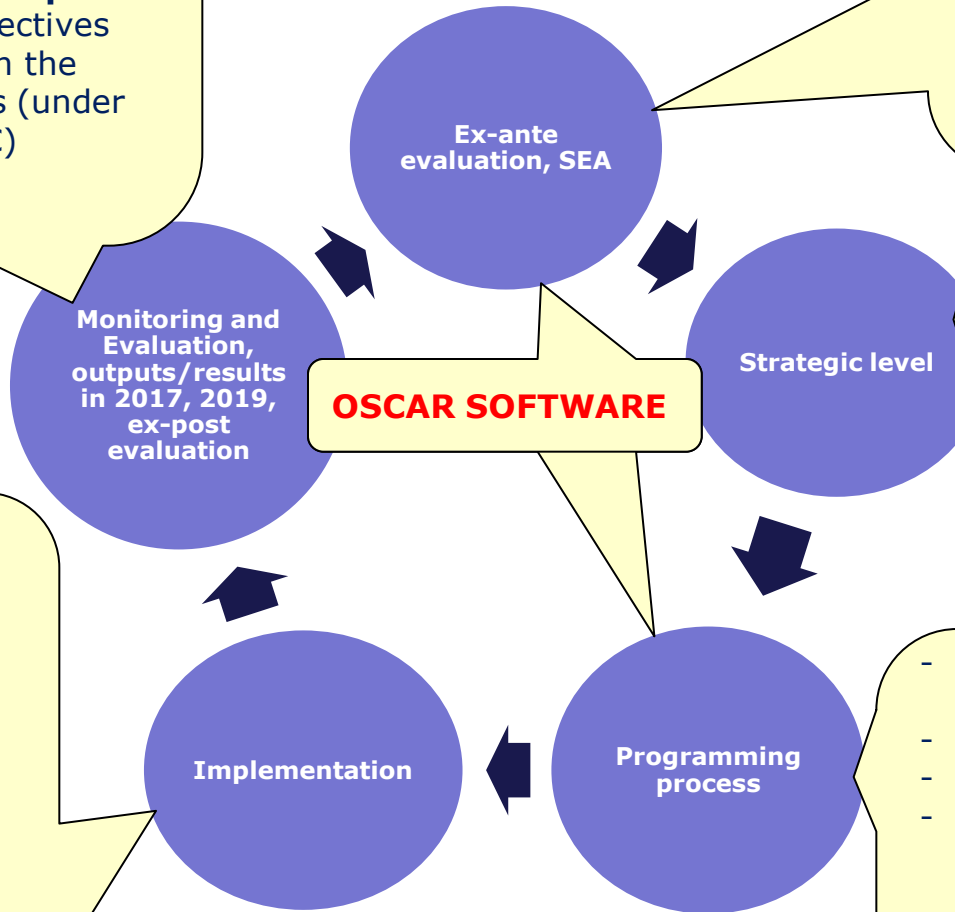 ectives
n the
s (under
)
Ex-ante
evaluation, SEA
Monitoring and
Evaluation,
outputs/results
in 2017, 2019,
ex-post
evaluation
OSCAR SOFTWARE
Strategic level
Implementation
Programming
process
-
-
-
-